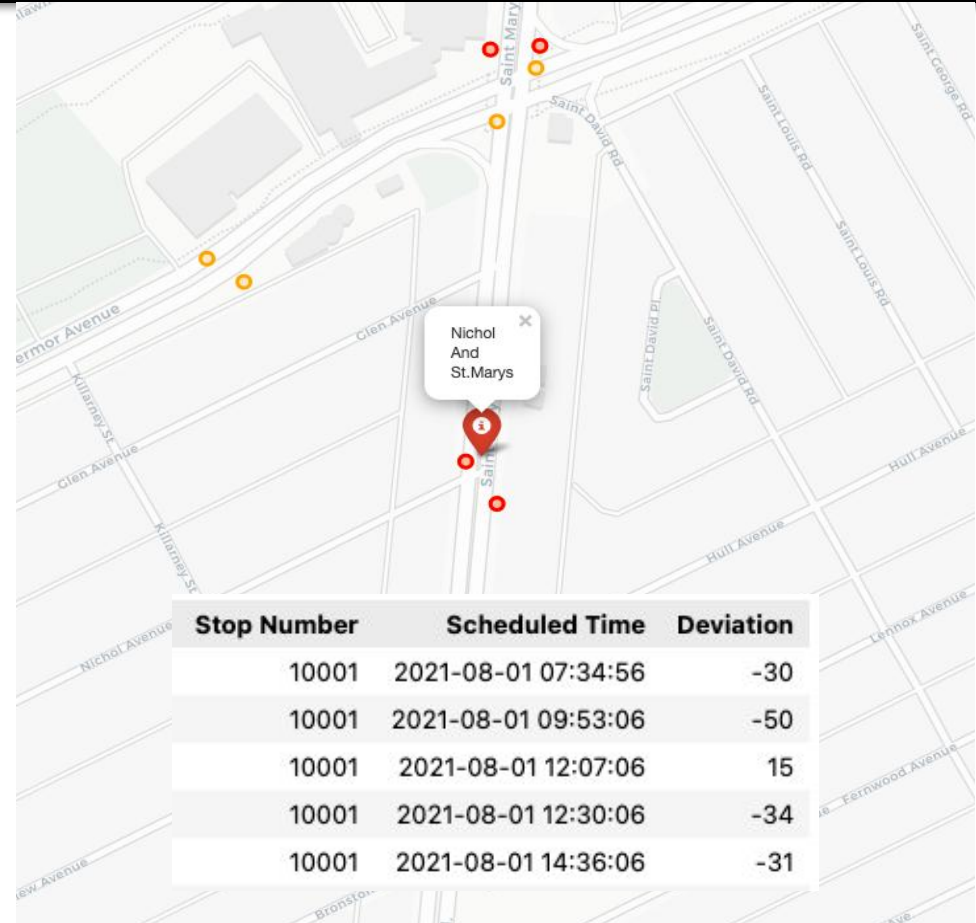 Saint Mary
Saint George Rd
Saint David Rd
Saint Louis Rd
Saint Louis Rd
ermor Avenue
Glen Avenue
Saint David Pl
Saint David Rd
Nichol
And
St.Marys
×
i
Killarney St
Glen Avenue
Hull Avenue
Killarney St
Hull Avenue
Nichol Avenue
Lennox Avenue
Stop Number Scheduled Time Deviation
10001 2021-08-01 07:34:56 -30
10001 2021-08-01 09:53:06 -50
10001 2021-08-01 12:07:06 15
10001 2021-08-01 12:30:06 -34
10001 2021-08-01 14:36:06 -31
Fernwood Avenue
ew Avenue
Bronston
Ave